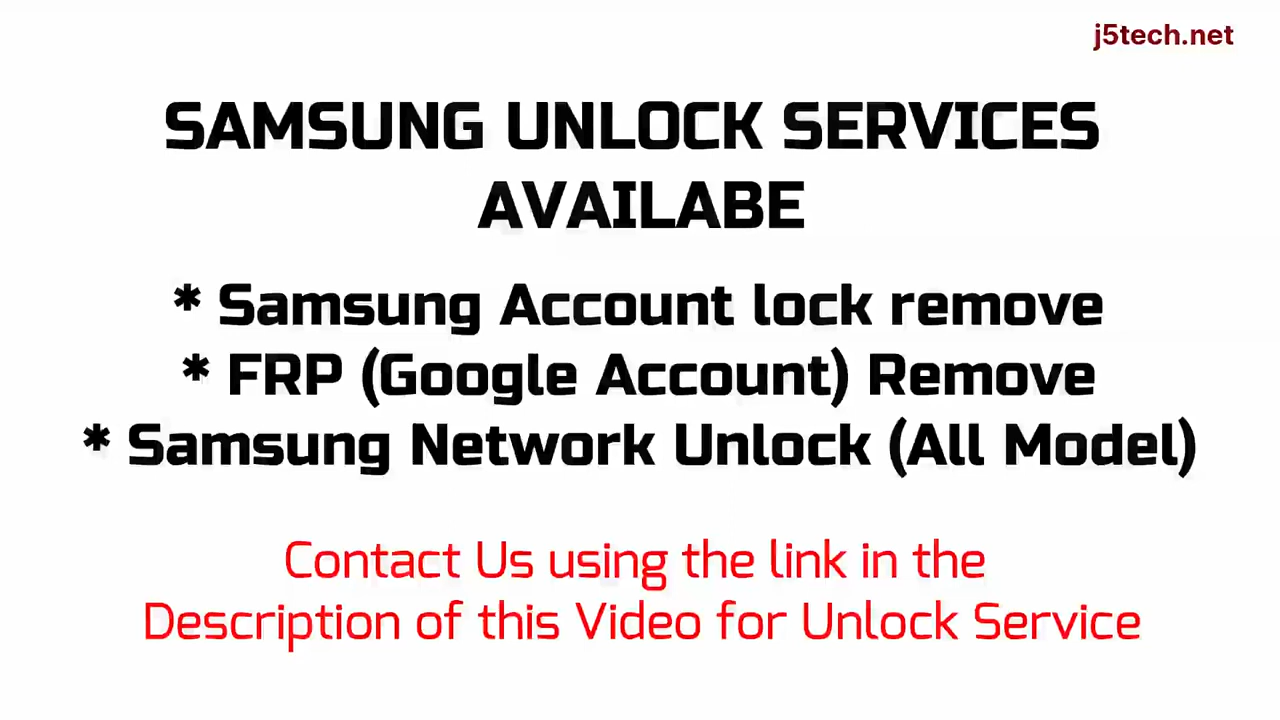 j5tech.net
SAMSUNG UNLOCK SERVICES
AVAILABE
* Samsung Account lock remove
* FRP (Google Account) Remove
* Samsung Network Unlock (All Model)
Contact Us using the link in the
Description of this Video for Unlock Service